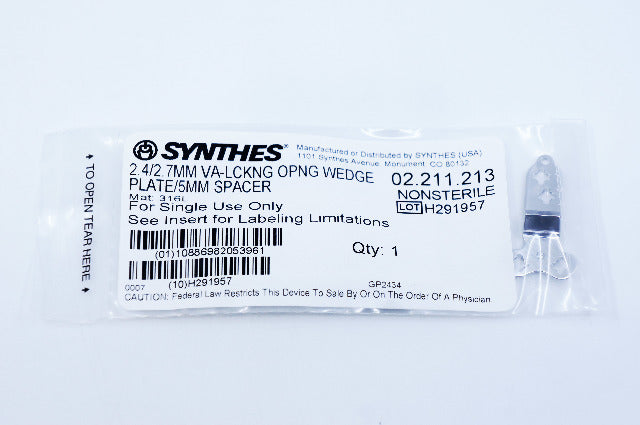 SYNTHES®
Manufactured or Distributed by SYNTHES (USA)
1101 Synthes Avenue, Monument, CO 80132
2.4/2.7MM VA-LCKNG OPNG WEDGE
PLATE/5MM SPACER
02.211.213
NONSTERILE
LOT H291957
Mat: 316L
For Single Use Only
See Insert for Labeling Limitations
(01)10886982053961
Qty: 1
(10)H291957
0007
GP2434
CAUTION: Federal Law Restricts This Device To Sale By or On The Order Of A Physician
TO OPEN TEAR HERE